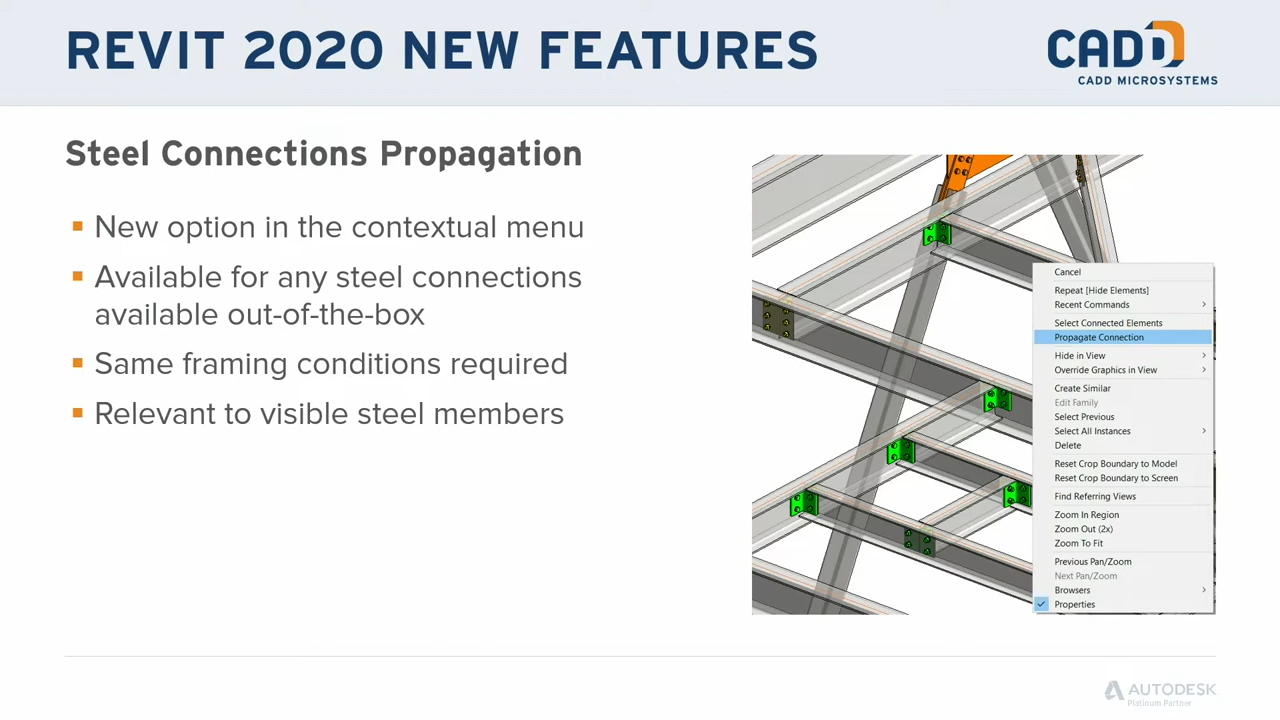 REVIT 2020 NEW FEATURES
CADD
CADD MICROSYSTEMS
Steel Connections Propagation
New option in the contextual menu
Available for any steel connections
available out-of-the-box
Same framing conditions required
Relevant to visible steel members
Cancel
Repeat [Hide Elements]
Recent Commands
Select Connected Elements
Propagate Connection
Hide in View
Override Graphics in View
Create Similar
Edit Family
Select Previous
Select All Instances
Delete
Reset Crop Boundary to Model
Reset Crop Boundary to Screen
Find Referring Views
Zoom In Region
Zoom Out (2x)
Zoom To Fit
Previous Pan/Zoom
Next Pan/Zoom
Browsers
Properties
AUTODESK
Platinum Partner